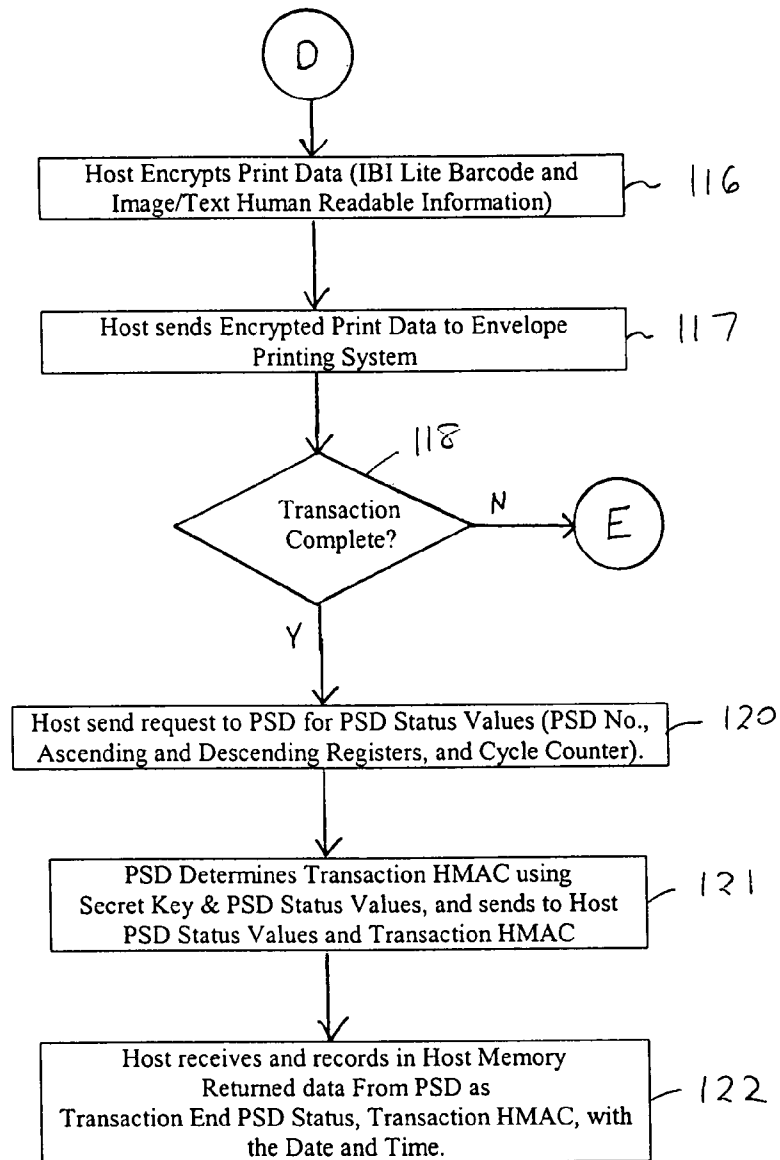 D
Host Encrypts Print Data (IBI Lite Barcode and
Image/Text Human Readable Information)
116
Host sends Encrypted Print Data to Envelope
Printing System
117
118
Transaction
Complete?
N
E
Y
Host send request to PSD for PSD Status Values (PSD No.,
Ascending and Descending Registers, and Cycle Counter).
120
PSD Determines Transaction HMAC using
Secret Key & PSD Status Values, and sends to Host
PSD Status Values and Transaction HMAC
121
Host receives and records in Host Memory
Returned data From PSD as
Transaction End PSD Status, Transaction HMAC, with
the Date and Time.
122